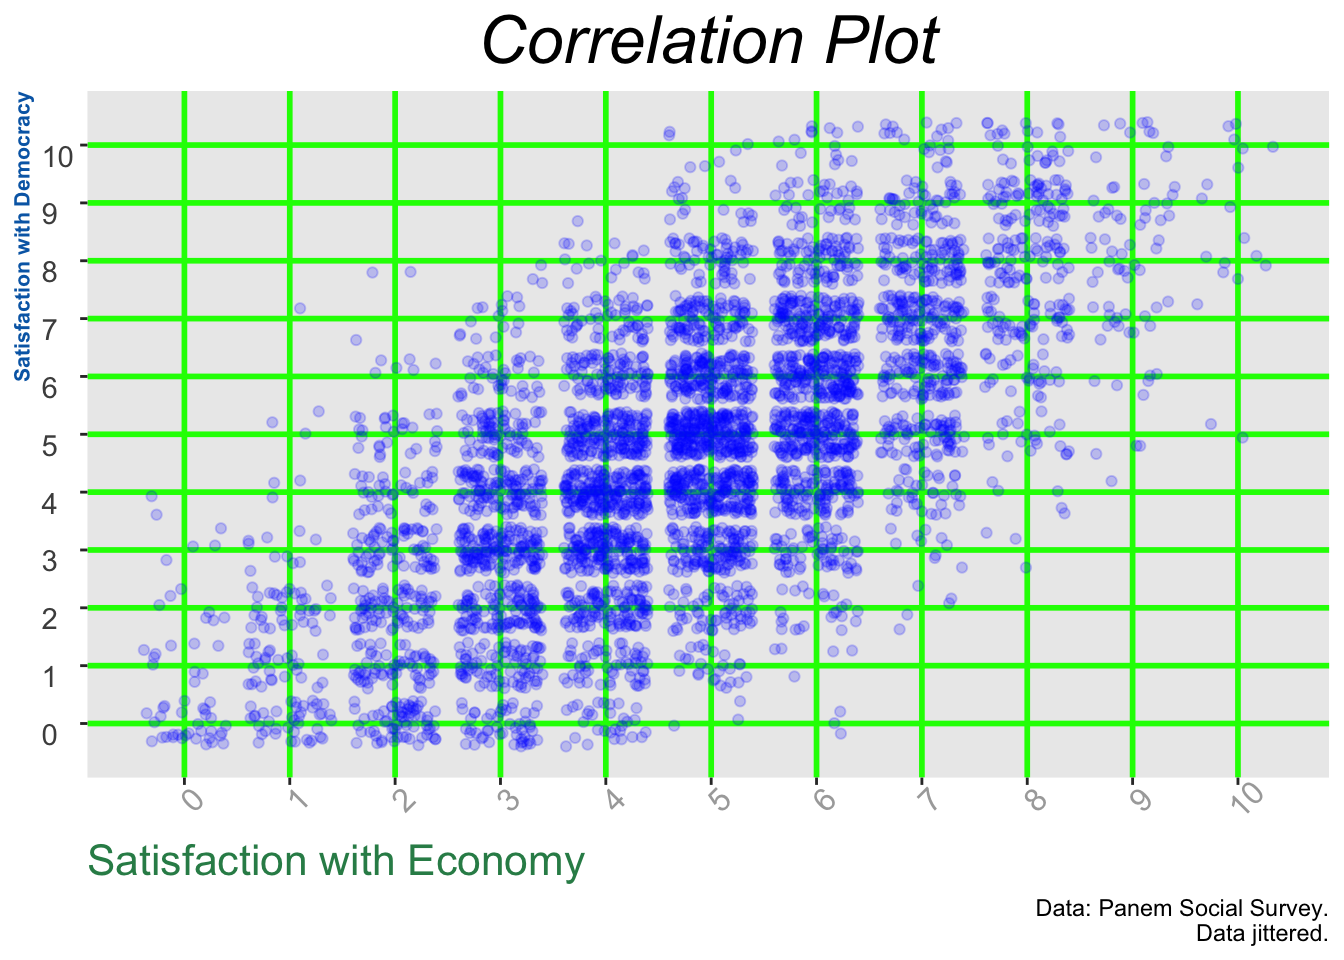 Correlation Plot
Satisfaction with Democracy
10
9
8
7
6
5
4
3
2
1
0
0 1 2 3 4 5 6 7 8 9 10
Satisfaction with Economy
Data: Panem Social Survey.
Data jittered.